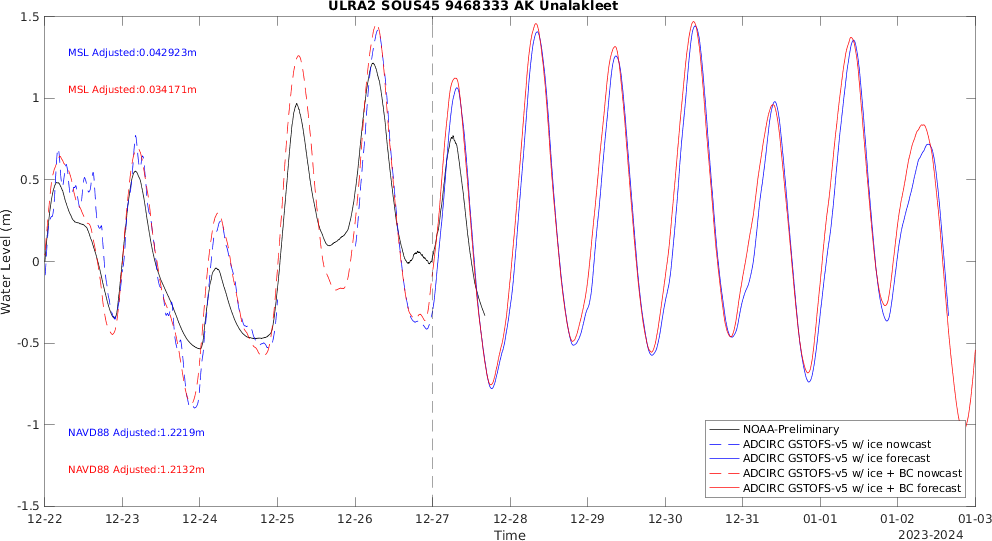 ULRA2 SOUS45 9468333 AK Unalakleet
1.5
MSL Adjusted:0.042923m
MSL Adjusted:0.034171m
1
0.5
0
Water Level (m)
-0.5
-1
NAVD88 Adjusted:1.2219m
NAVD88 Adjusted:1.2132m
NOAA-Preliminary
ADCIRC GSTOFS-v5 w/ ice nowcast
ADCIRC GSTOFS-v5 w/ ice forecast
ADCIRC GSTOFS-v5 w/ ice + BC nowcast
ADCIRC GSTOFS-v5 w/ ice + BC forecast
-1.5
12-22 12-23 12-24 12-25 12-26 12-27 12-28 12-29 12-30 12-31 01-01 01-02 01-03
Time
2023-2024